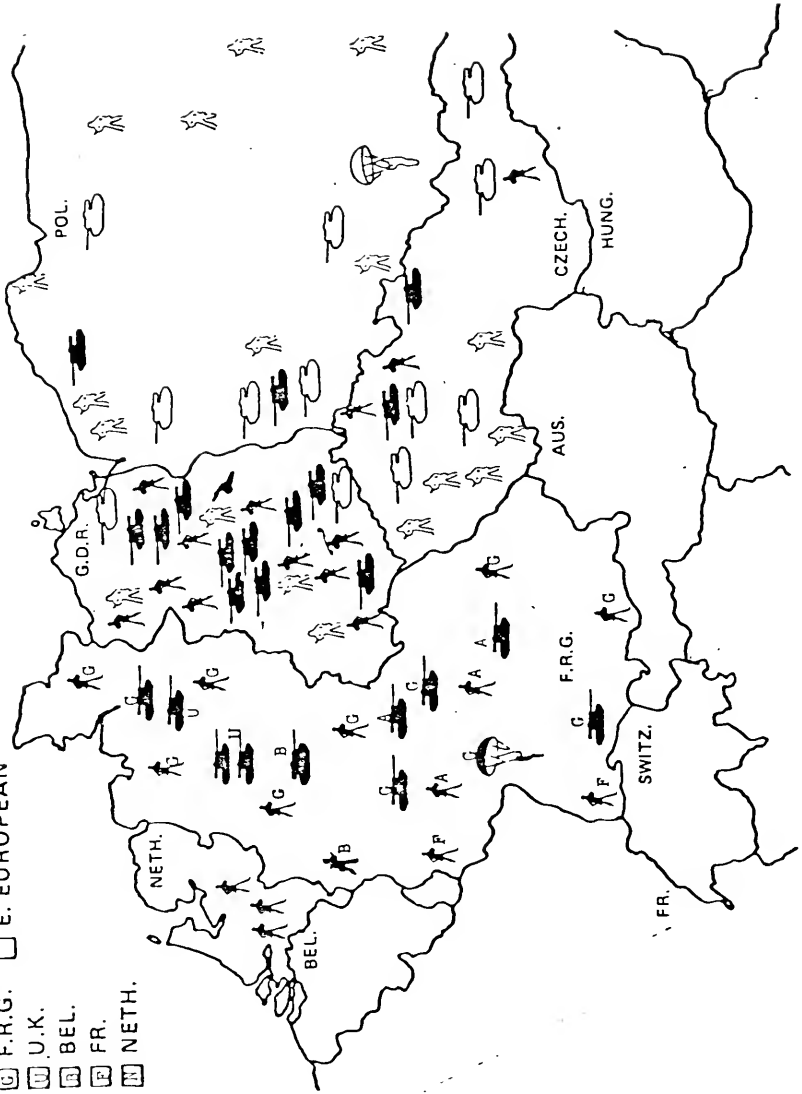 G F.R.G.
E. EUROPEAN
U U.K.
B BEL.
F FR.
N NETH.
NETH.
BEL.
FR.
SWITZ.
F.R.G.
G.D.R.
POL.
CZECH.
HUNG.
AUS.
G
G
U
G
G
U
B
G
G
B
F
G
A
A
G
A
A
G
G
G
F